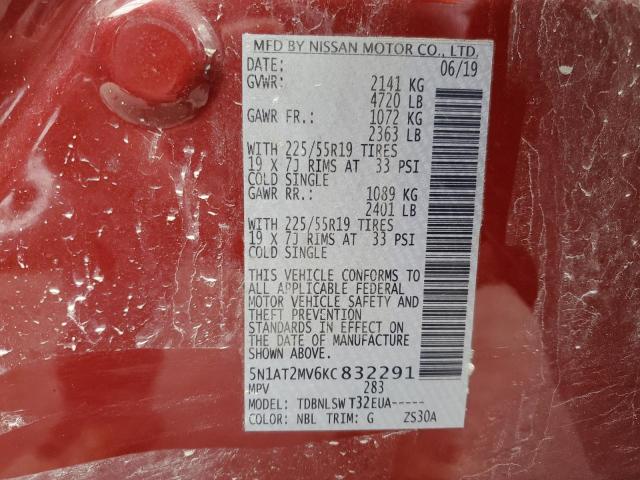 MFD BY NISSAN MOTOR CO., LTD.
DATE: 06/19
GVWR: 2141 KG
4720 LB
GAWR FR.: 1072 KG
2363 LB
WITH 225/55R19 TIRES
19 X 7J RIMS AT 33 PSI
COLD SINGLE
GAWR RR.: 1089 KG
2401 LB
WITH 225/55R19 TIRES
19 X 7J RIMS AT 33 PSI
COLD SINGLE
THIS VEHICLE CONFORMS TO
ALL APPLICABLE FEDERAL
MOTOR VEHICLE SAFETY AND
THEFT PREVENTION
STANDARDS IN EFFECT ON
THE DATE OF MANUFACTURE
SHOWN ABOVE.
5N1AT2MV6KC832291
MPV 283
MODEL: TDBNLSW T32EUA-----
COLOR: NBL TRIM: G ZS30A